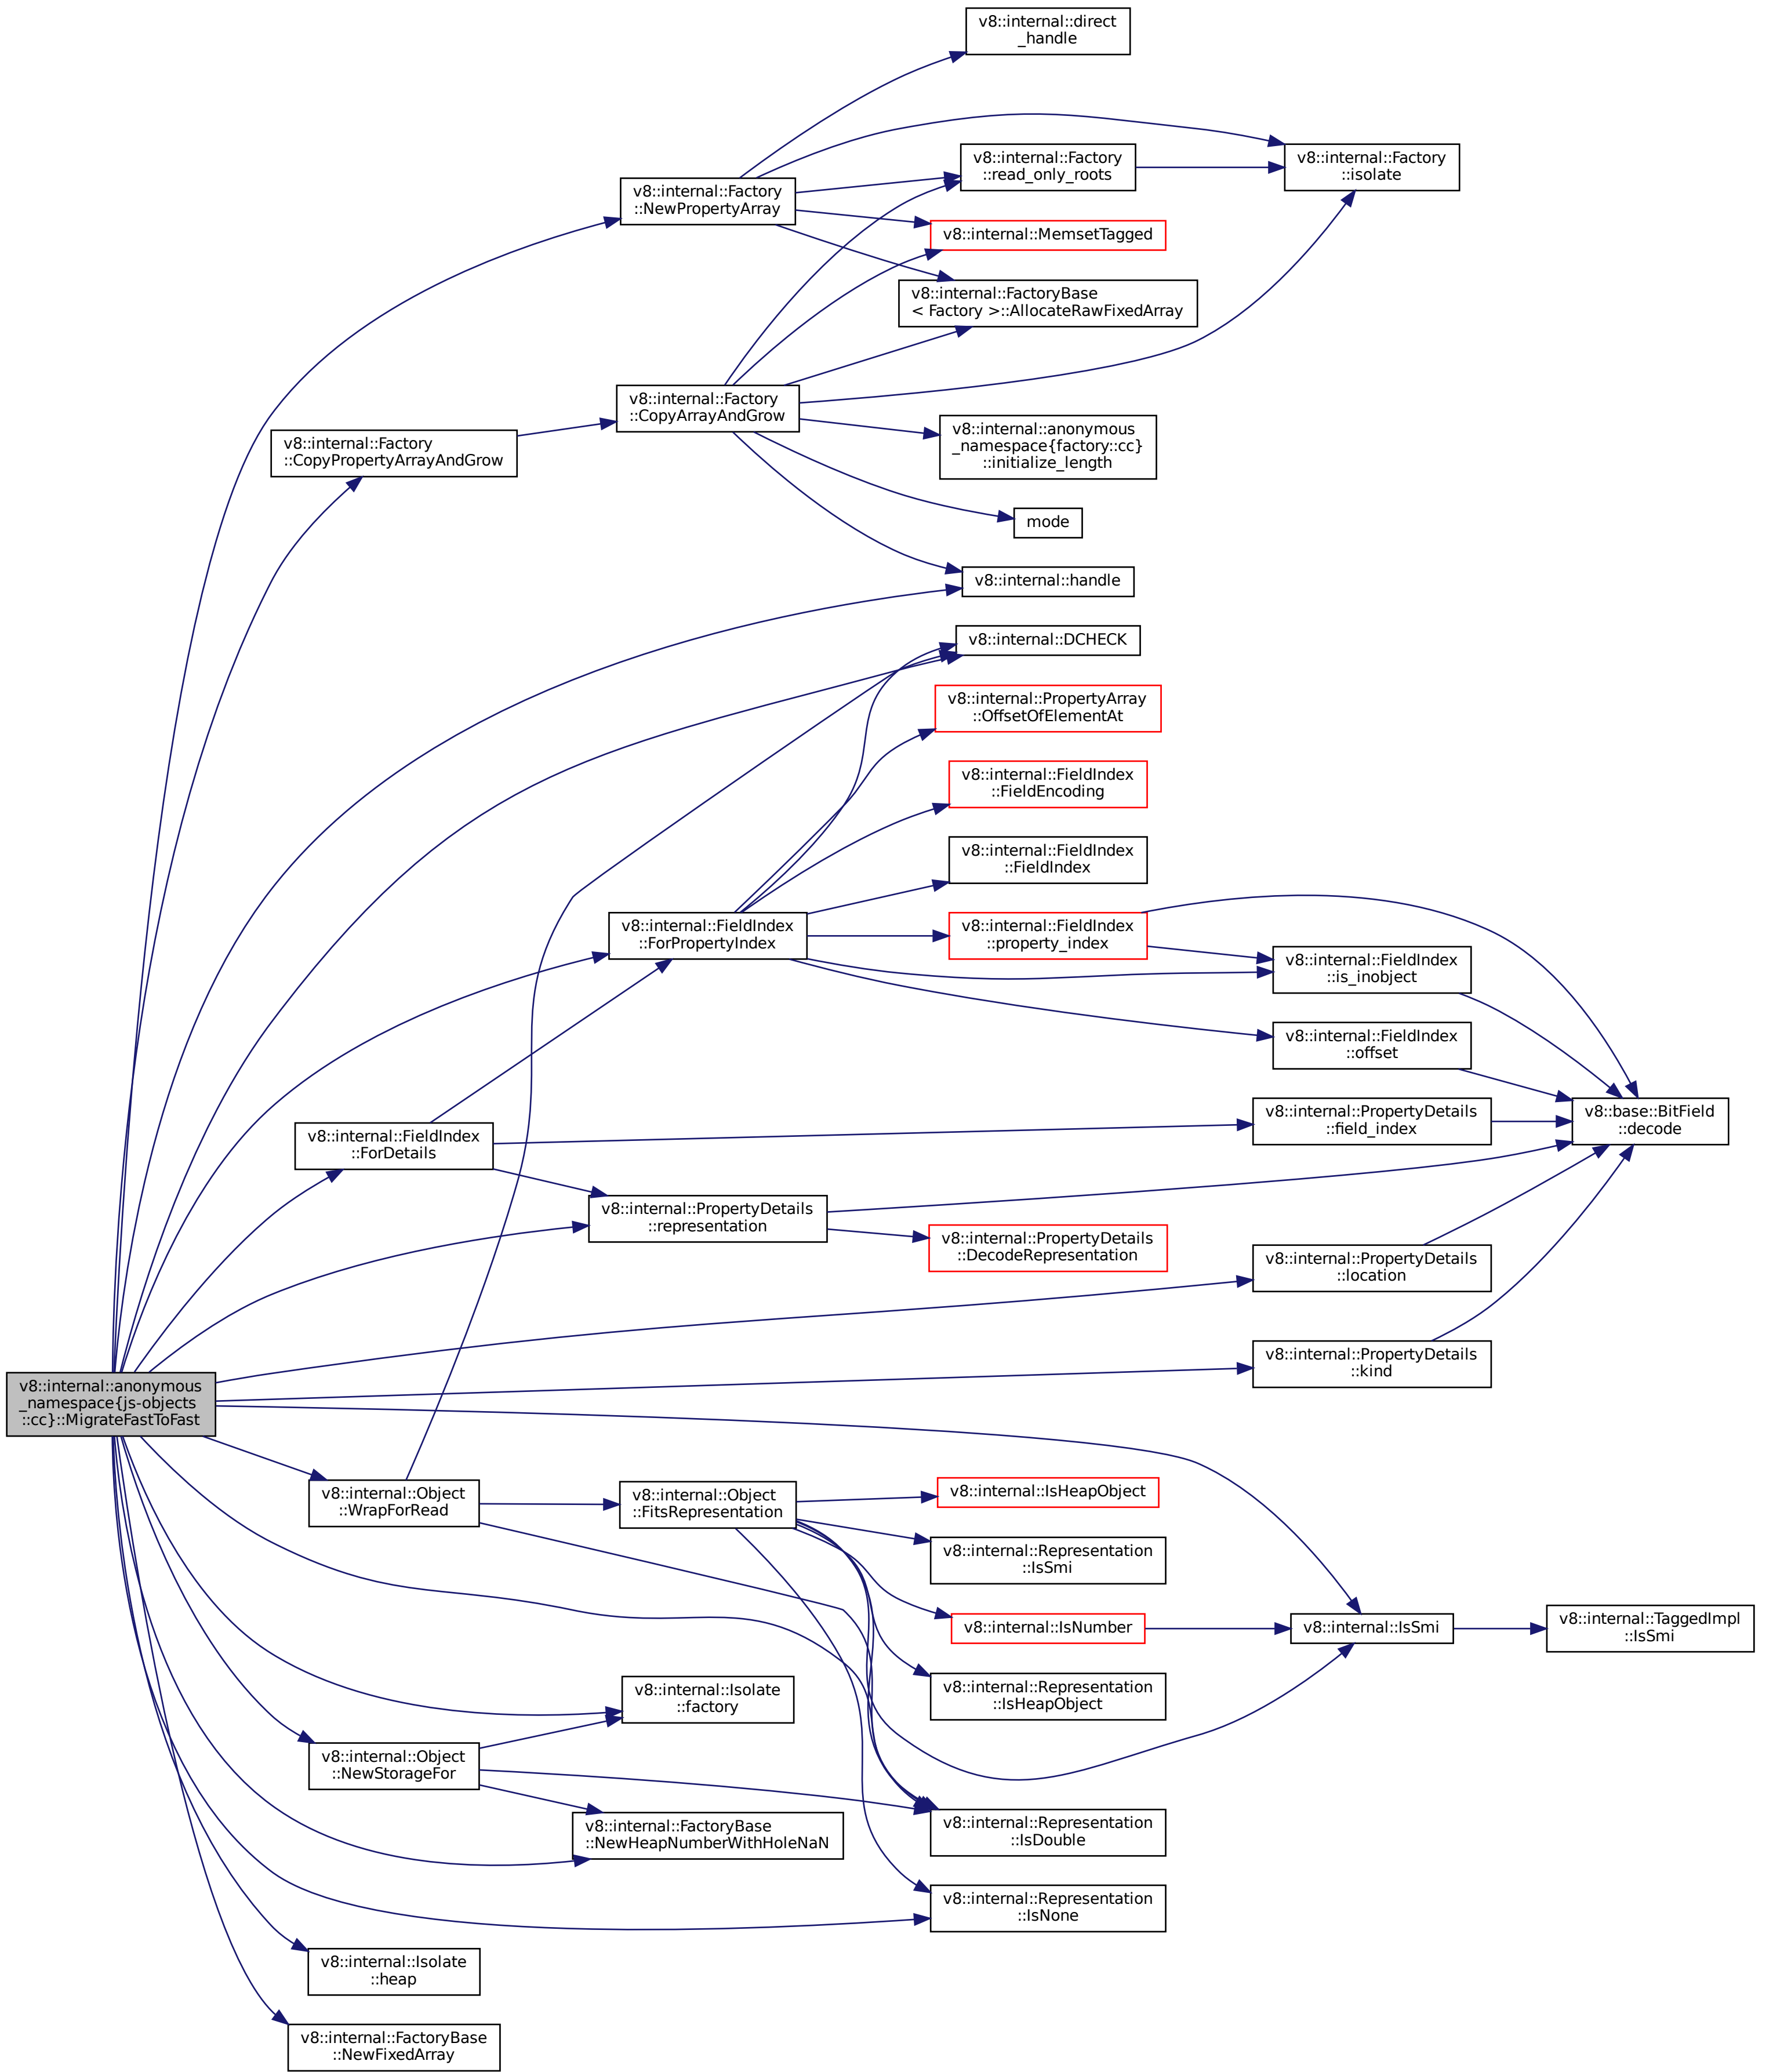 v8::internal::direct
_handle
v8::internal::Factory
::read_only_roots
v8::internal::Factory
::isolate
v8::internal::Factory
::NewPropertyArray
v8::internal::MemsetTagged
v8::internal::FactoryBase
< Factory >::AllocateRawFixedArray
v8::internal::Factory
::CopyArrayAndGrow
v8::internal::Factory
::CopyPropertyArrayAndGrow
v8::internal::anonymous
_namespace{factory::cc}
::initialize_length
mode
v8::internal::handle
v8::internal::DCHECK
v8::internal::PropertyArray
::OffsetOfElementAt
v8::internal::FieldIndex
::FieldEncoding
v8::internal::FieldIndex
::FieldIndex
v8::internal::FieldIndex
::ForPropertyIndex
v8::internal::FieldIndex
::property_index
v8::internal::FieldIndex
::is_inobject
v8::internal::FieldIndex
::offset
v8::internal::PropertyDetails
::field_index
v8::base::BitField
::decode
v8::internal::FieldIndex
::ForDetails
v8::internal::PropertyDetails
::representation
v8::internal::PropertyDetails
::DecodeRepresentation
v8::internal::PropertyDetails
::location
v8::internal::PropertyDetails
::kind
v8::internal::anonymous
_namespace{js-objects
::cc}::MigrateFastToFast
v8::internal::Object
::WrapForRead
v8::internal::Object
::FitsRepresentation
v8::internal::IsHeapObject
v8::internal::Representation
::IsSmi
v8::internal::IsNumber
v8::internal::IsSmi
v8::internal::TaggedImpl
::IsSmi
v8::internal::Representation
::IsHeapObject
v8::internal::Isolate
::factory
v8::internal::Object
::NewStorageFor
v8::internal::FactoryBase
::NewHeapNumberWithHoleNaN
v8::internal::Representation
::IsDouble
v8::internal::Representation
::IsNone
v8::internal::Isolate
::heap
v8::internal::FactoryBase
::NewFixedArray